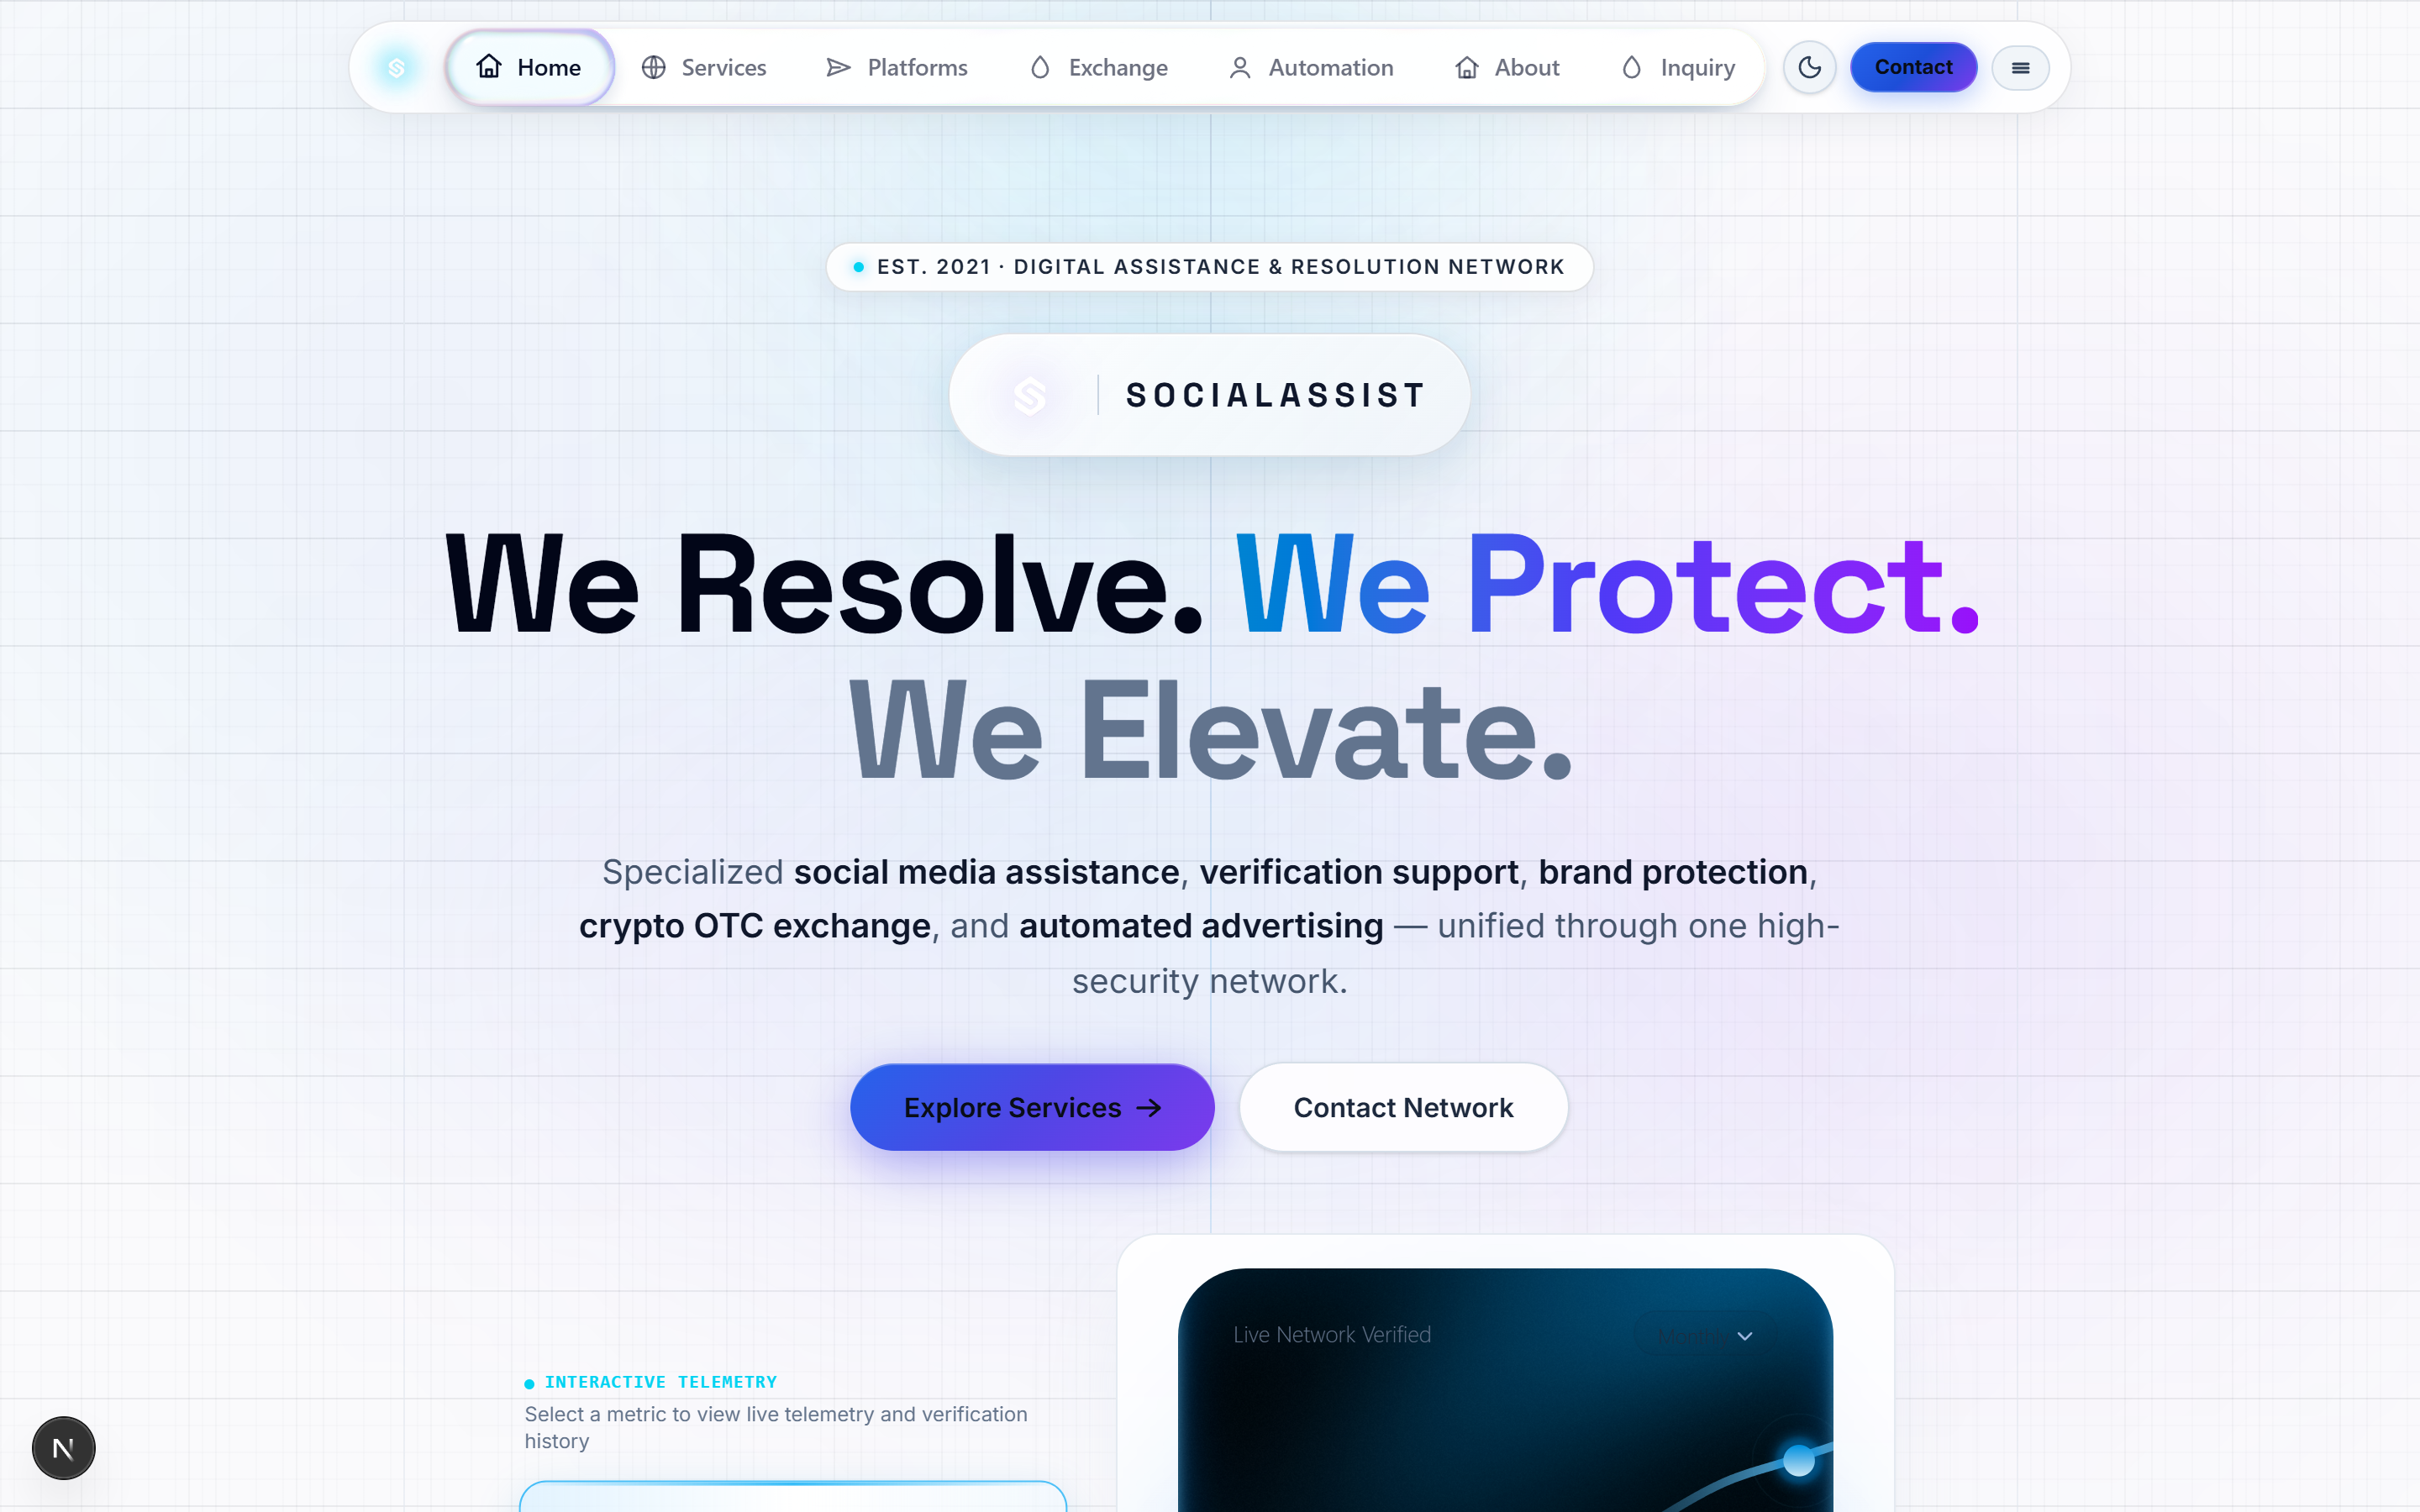 Home
Services
Platforms
Exchange
Automation
About
Inquiry
Contact
EST. 2021 · DIGITAL ASSISTANCE & RESOLUTION NETWORK
SOCIALASSIST
We Resolve. We Protect.
We Elevate.
Specialized social media assistance, verification support, brand protection,
crypto OTC exchange, and automated advertising — unified through one high-
security network.
Explore Services →
Contact Network
Live Network Verified
Monthly
INTERACTIVE TELEMETRY
Select a metric to view live telemetry and verification
history
N